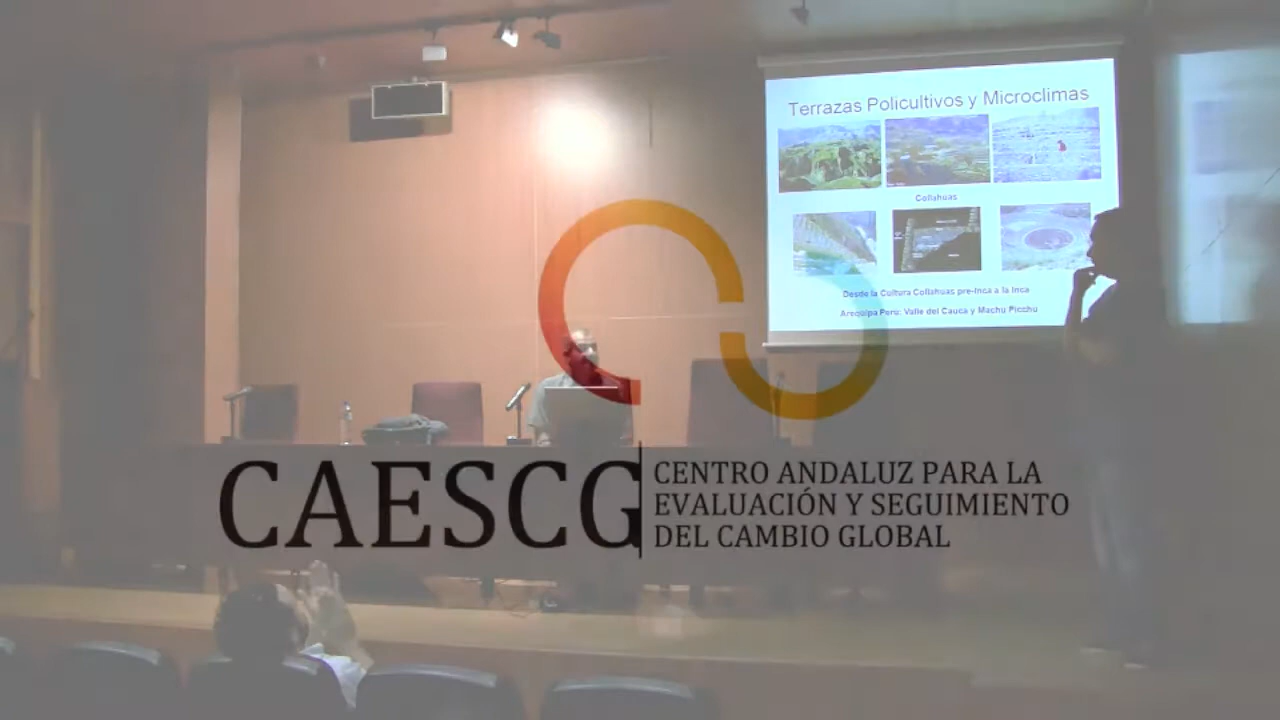 Terrazas Policultivos y Microclimas
Collahuas
Desde la Cultura Collahuas pre-Inca a la Inca
Arequipa Perú: Valle del Cauca y Machu Picchu
CAESCG
CENTRO ANDALUZ PARA LA
EVALUACIÓN Y SEGUIMIENTO
DEL CAMBIO GLOBAL